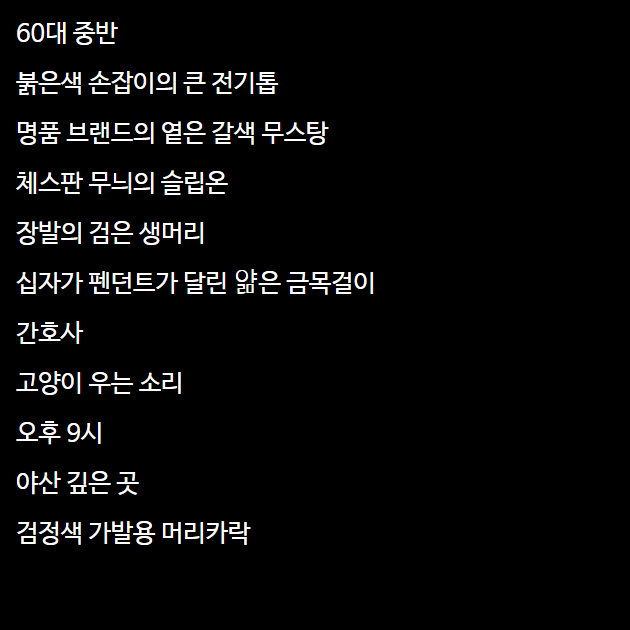 60대 중반
붉은색 손잡이의 큰 전기톱
명품 브랜드의 옅은 갈색 무스탕
체스판 무늬의 슬립온
장발의 검은 생머리
십자가 펜던트가 달린 얇은 금목걸이
간호사
고양이 우는 소리
오후 9시
야산 깊은 곳
검정색 가발용 머리카락